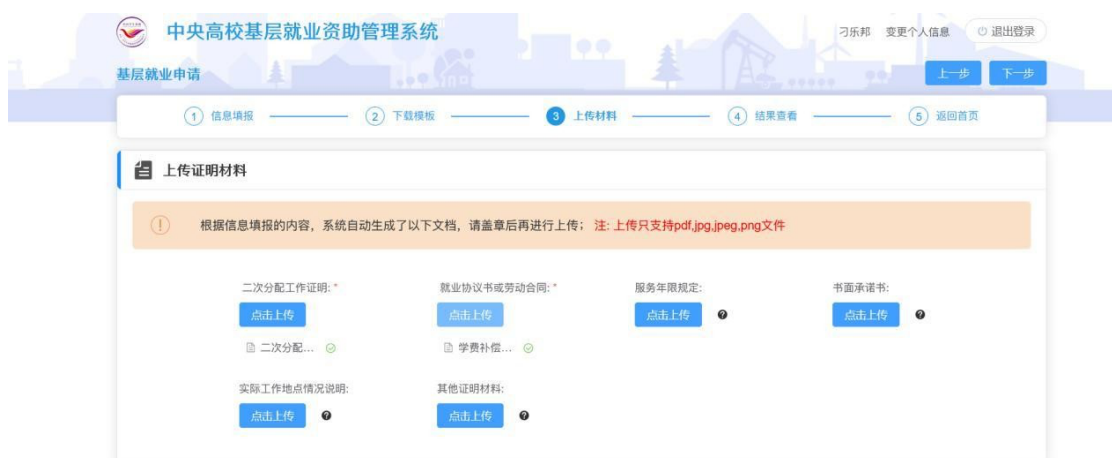 中央高校基层就业资助管理系统
刁乐邦 变更个人信息 退出登录
基层就业申请
上一步 下一步
1 信息填报 2 下载模板 3 上传材料 4 结果查看 5 返回首页
上传证明材料
根据信息填报的内容，系统自动生成了以下文档，请盖章后再进行上传； 注: 上传只支持pdf,jpg,jpeg,png文件
二次分配工作证明: * 就业协议书或劳动合同: * 服务年限规定: 书面承诺书:
点击上传 点击上传 点击上传 点击上传
二次分配... 学费补偿...
实际工作地点情况说明: 其他证明材料:
点击上传 点击上传